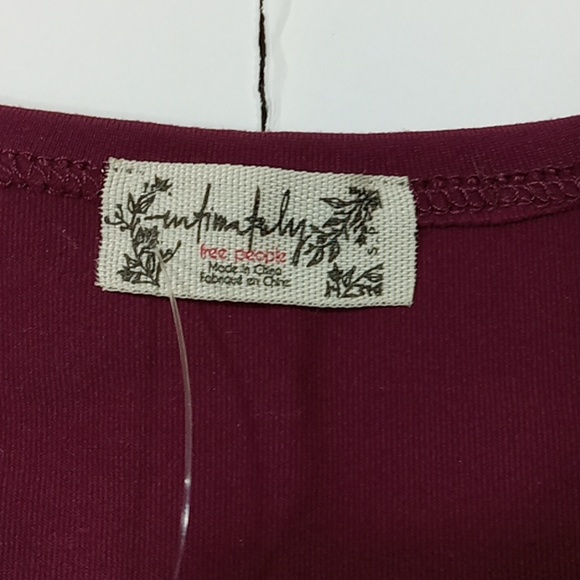 intimately
free people
Made in China
Fabriqué en Chine